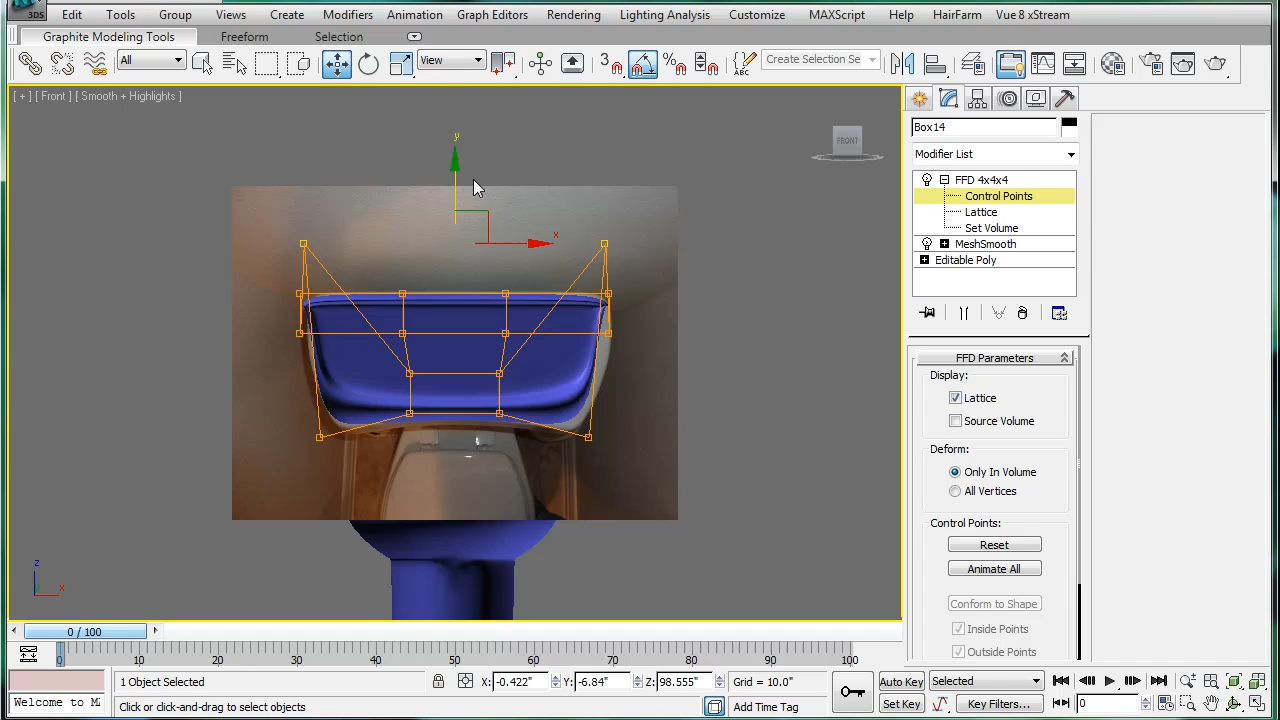 3DS Edit Tools Group Views Create Modifiers Animation Graph Editors Rendering Lighting Analysis Customize MAXScript Help HairFarm Vue 8 xStream
Graphite Modeling Tools Freeform Selection
All View 3 % ABC Create Selection Se
[ + ] [ Front ] [ Smooth + Highlights ]
FRONT
y
x
z
x
Box14
Modifier List
FFD 4x4x4
Control Points
Lattice
Set Volume
MeshSmooth
Editable Poly
FFD Parameters
Display:
Lattice
Source Volume
Deform:
Only In Volume
All Vertices
Control Points:
Reset
Animate All
Conform to Shape
Inside Points
Outside Points
0 / 100
0 10 20 30 40 50 60 70 80 90 100
1 Object Selected X: -0.422" Y: -6.84" Z: 98.555" Grid = 10.0" Auto Key Selected
Welcome to M Click or click-and-drag to select objects Add Time Tag Set Key Key Filters... 0